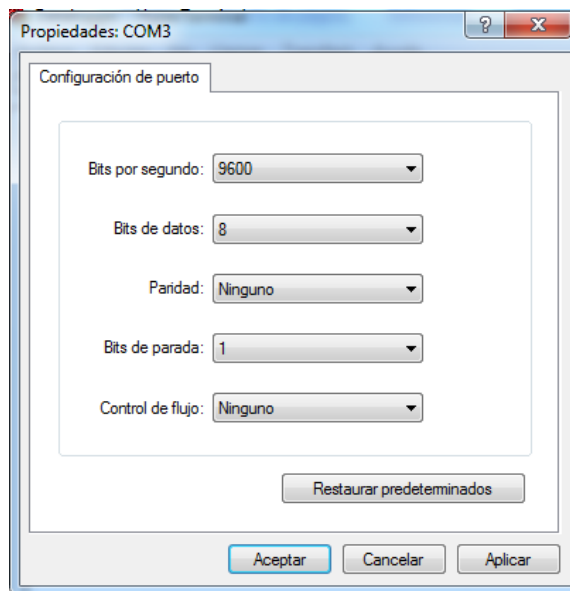 Propiedades: COM3
Configuración de puerto
Bits por segundo: 9600
Bits de datos: 8
Paridad: Ninguno
Bits de parada: 1
Control de flujo: Ninguno
Restaurar predeterminados
Aceptar Cancelar Aplicar